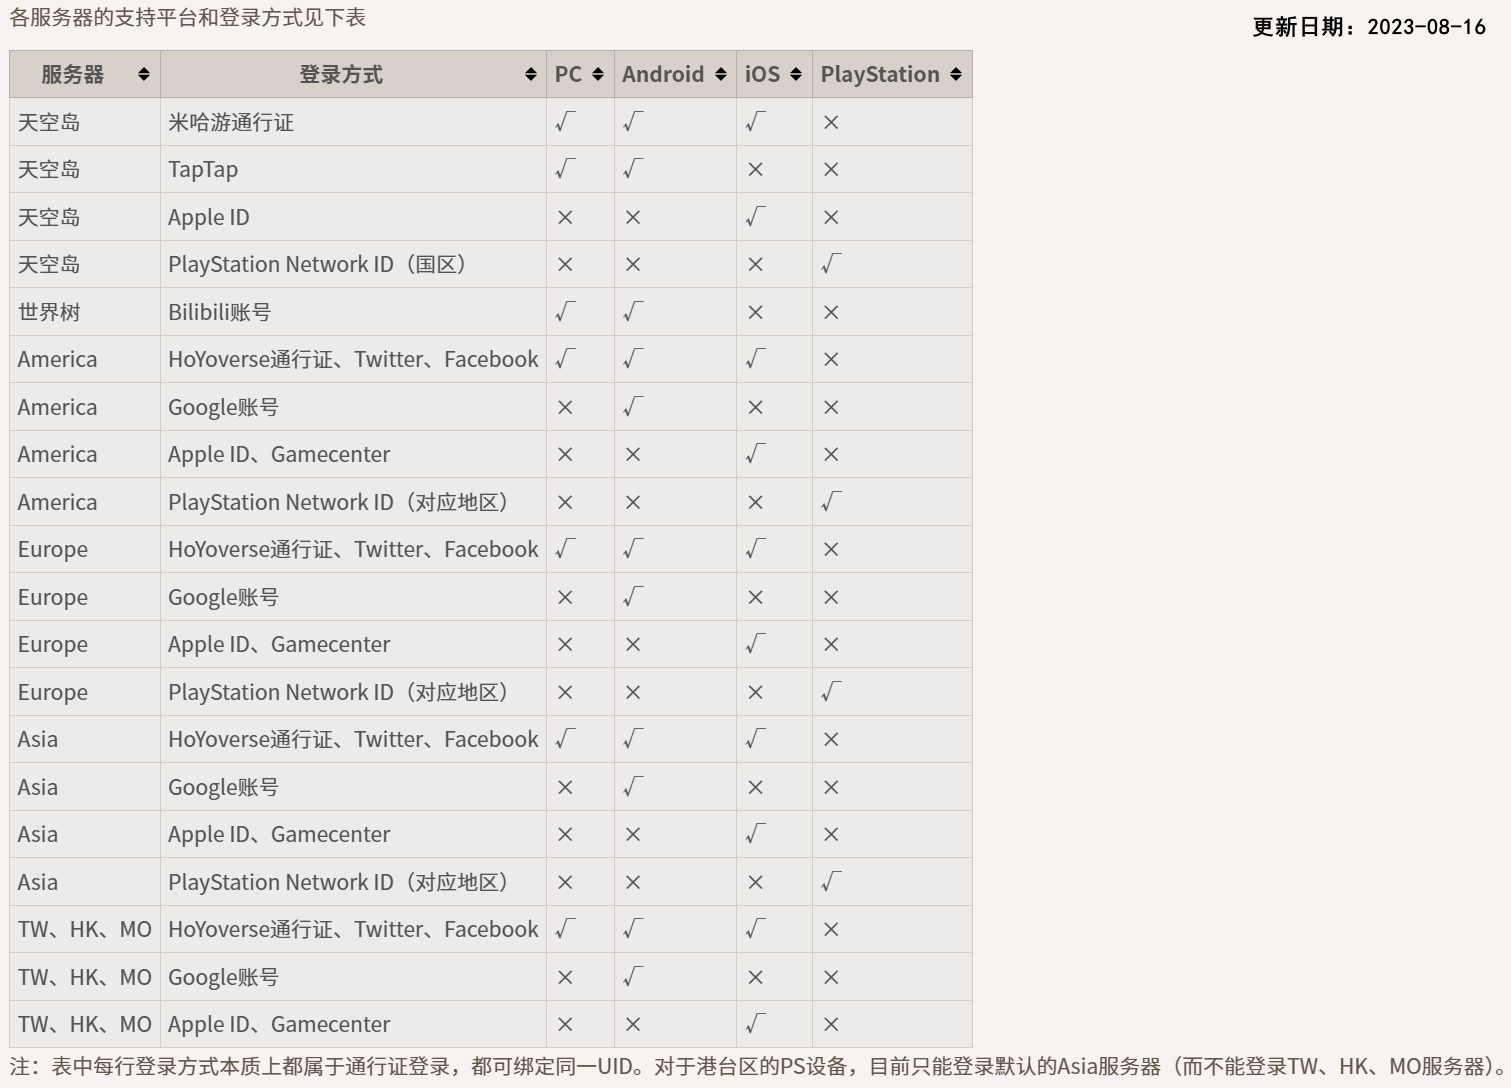 各服务器的支持平台和登录方式见下表
更新日期：2023-08-16
服务器 登录方式 PC Android iOS PlayStation
天空岛 米哈游通行证 √ √ √ ×
天空岛 TapTap √ √ × ×
天空岛 Apple ID × × √ ×
天空岛 PlayStation Network ID（国区） × × × √
世界树 Bilibili账号 √ √ × ×
America HoYoverse通行证、Twitter、Facebook √ √ √ ×
America Google账号 × √ × ×
America Apple ID、Gamecenter × × √ ×
America PlayStation Network ID（对应地区） × × × √
Europe HoYoverse通行证、Twitter、Facebook √ √ √ ×
Europe Google账号 × √ × ×
Europe Apple ID、Gamecenter × × √ ×
Europe PlayStation Network ID（对应地区） × × × √
Asia HoYoverse通行证、Twitter、Facebook √ √ √ ×
Asia Google账号 × √ × ×
Asia Apple ID、Gamecenter × × √ ×
Asia PlayStation Network ID（对应地区） × × × √
TW、HK、MO HoYoverse通行证、Twitter、Facebook √ √ √ ×
TW、HK、MO Google账号 × √ × ×
TW、HK、MO Apple ID、Gamecenter × × √ ×
注：表中每行登录方式本质上都属于通行证登录，都可绑定同一UID。对于港台区的PS设备，目前只能登录默认的Asia服务器（而不能登录TW、HK、MO服务器）。